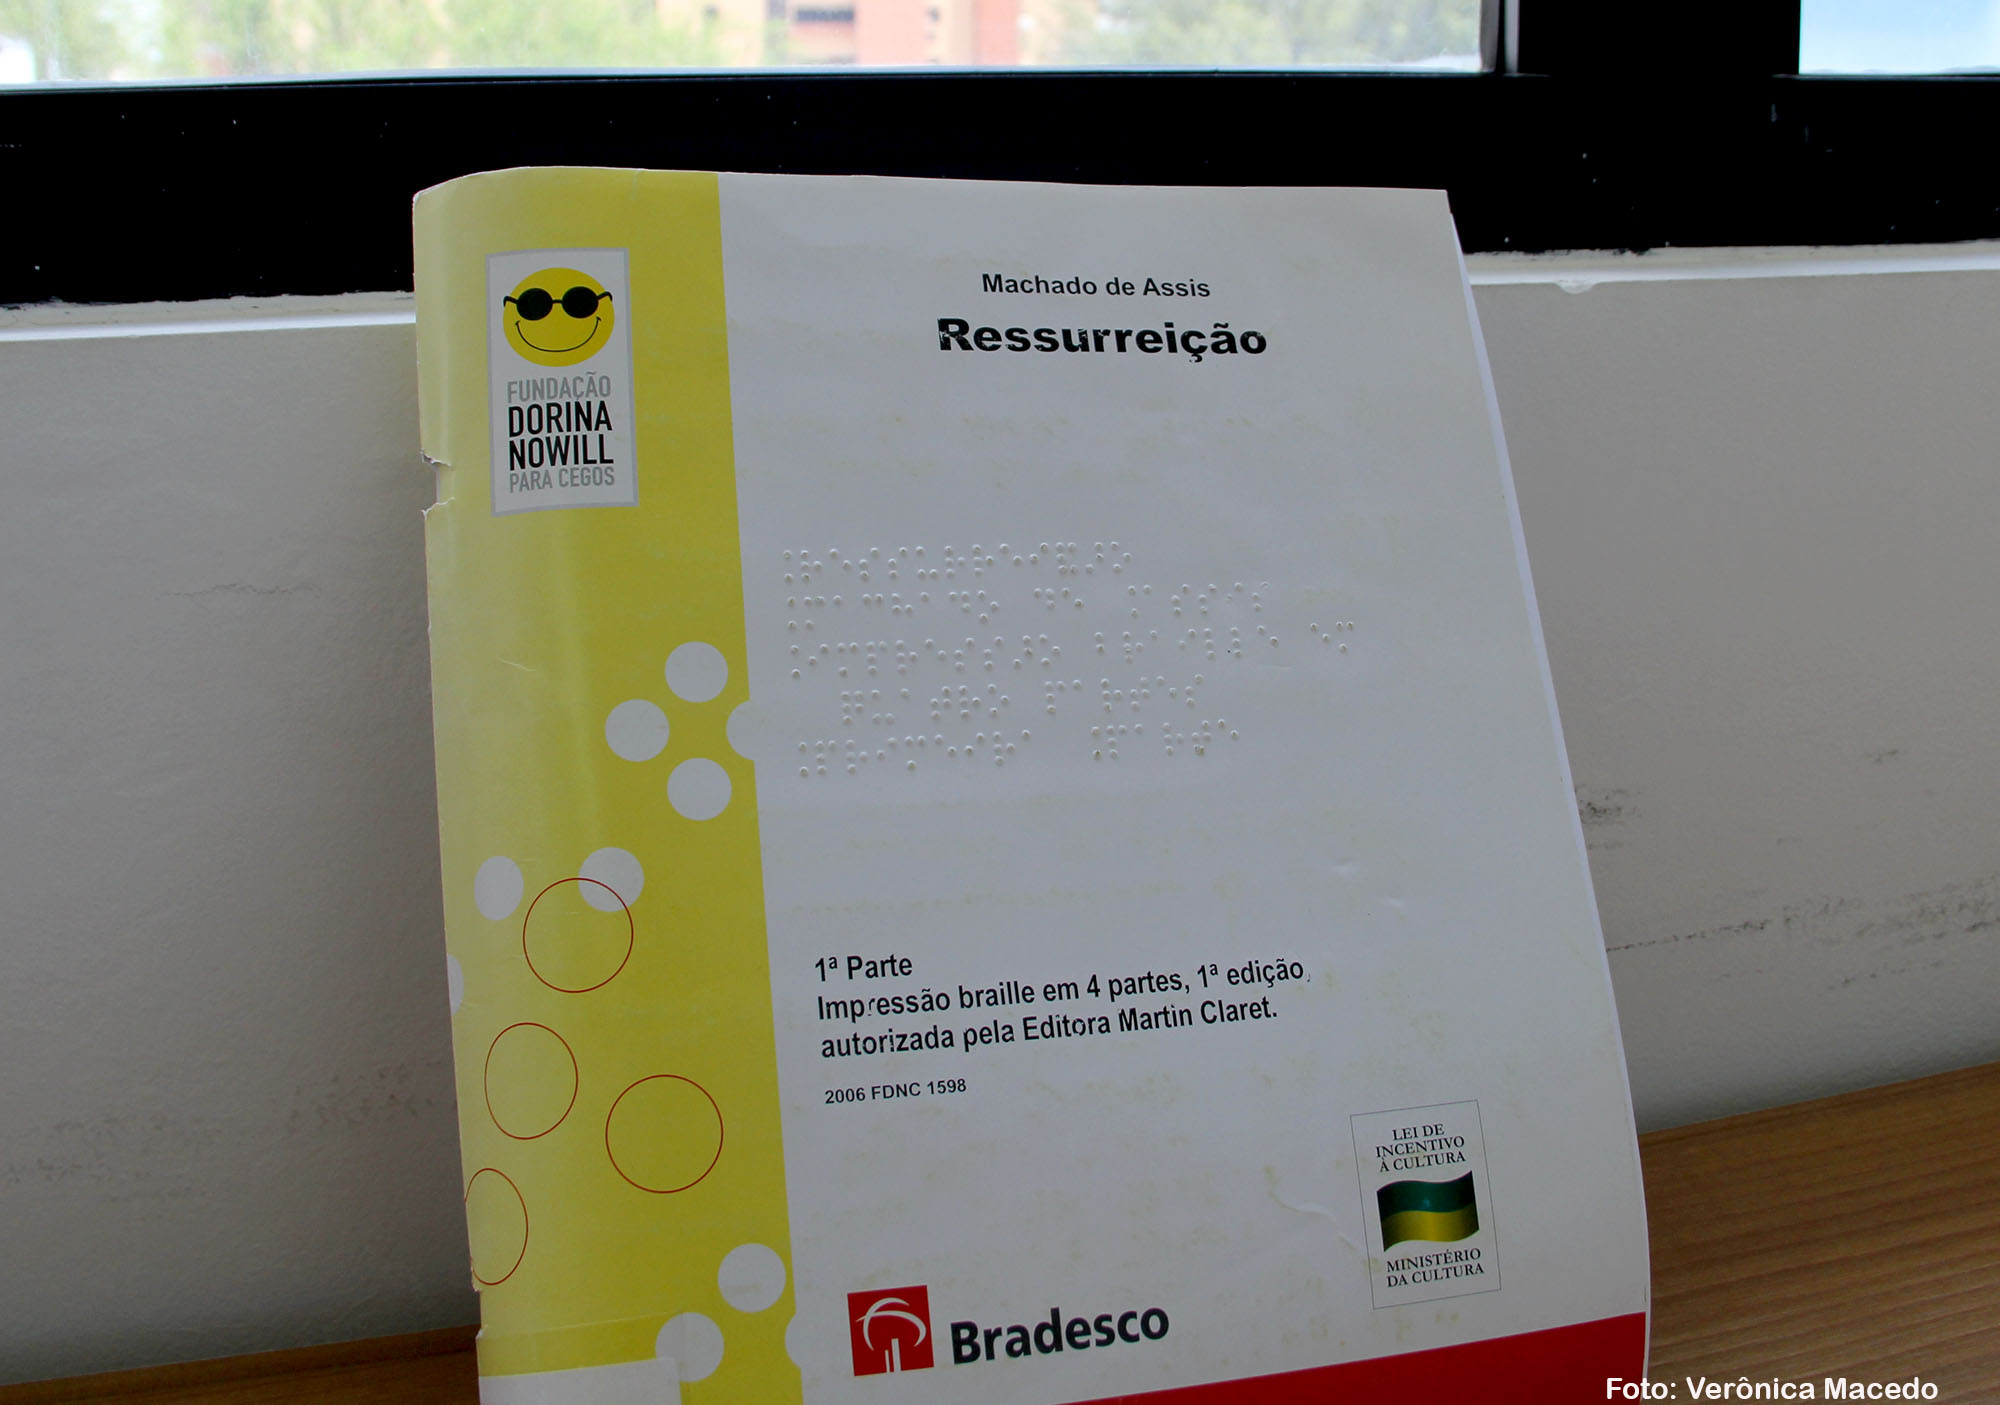 Machado de Assis
Ressurreição
FUNDAÇÃO
DORINA
NOWILL
PARA CEGOS
1ª Parte
Impressão braille em 4 partes, 1ª edição,
autorizada pela Editora Martin Claret.
2006 FDNC 1598
LEI DE
INCENTIVO
À CULTURA
MINISTÉRIO
DA CULTURA
Bradesco
Foto: Verônica Macedo